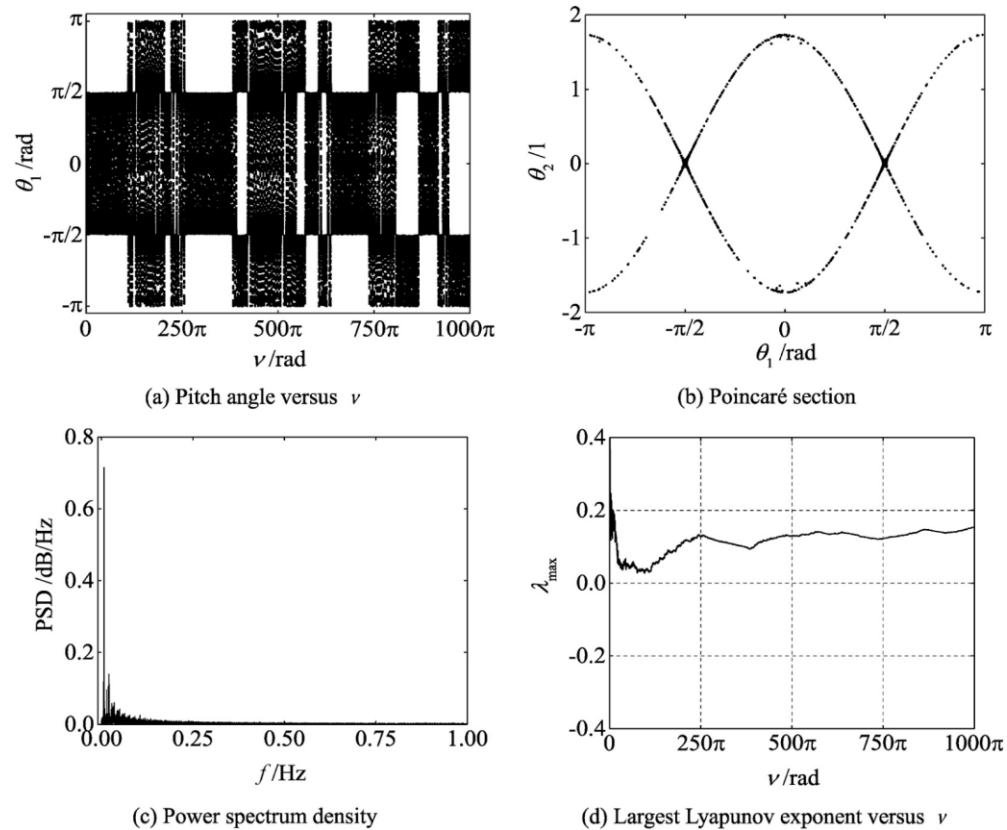 π
π/2
0
-π/2
-π
θ₁/rad
0 250π 500π 750π 1000π
ν/rad
(a) Pitch angle versus ν
2
1
0
-1
-2
θ₂/1
-π -π/2 0 π/2 π
θ₁/rad
(b) Poincaré section
0.8
0.6
0.4
0.2
0.0
PSD /dB/Hz
0.00 0.25 0.50 0.75 1.00
f/Hz
(c) Power spectrum density
0.4
0.2
0.0
-0.2
-0.4
λmax
0 250π 500π 750π 1000π
ν/rad
(d) Largest Lyapunov exponent versus ν